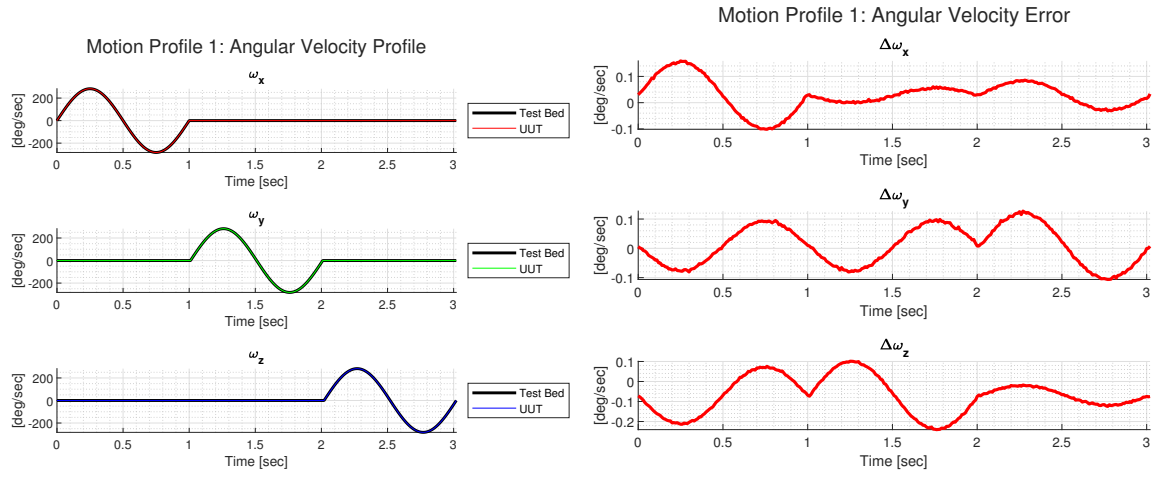 Motion Profile 1: Angular Velocity Profile
ω_x
[deg/sec]
200
0
-200
0 0.5 1 1.5 2 2.5 3
Time [sec]
Test Bed
UUT
ω_y
[deg/sec]
200
0
-200
0 0.5 1 1.5 2 2.5 3
Time [sec]
Test Bed
UUT
ω_z
[deg/sec]
200
0
-200
0 0.5 1 1.5 2 2.5 3
Time [sec]
Test Bed
UUT
Motion Profile 1: Angular Velocity Error
Δω_x
[deg/sec]
0.1
0
-0.1
0 0.5 1 1.5 2 2.5 3
Time [sec]
Δω_y
[deg/sec]
0.1
0
-0.1
0 0.5 1 1.5 2 2.5 3
Time [sec]
Δω_z
[deg/sec]
0.1
0
-0.1
-0.2
0 0.5 1 1.5 2 2.5 3
Time [sec]